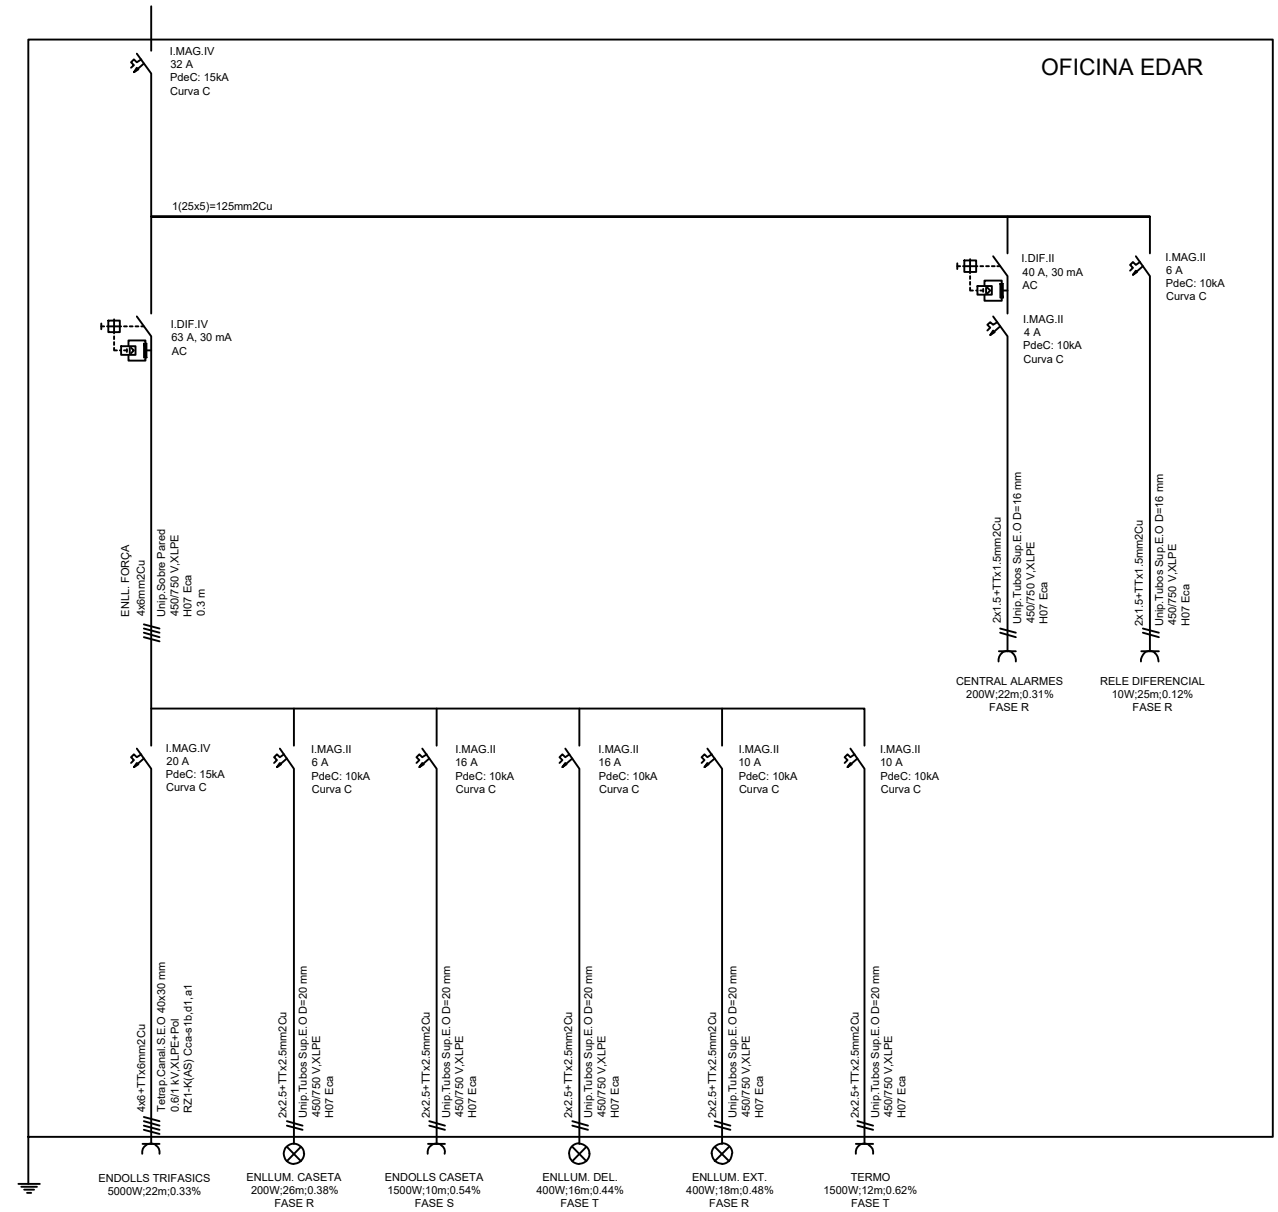 I.MAG.IV
32 A
PdeC: 15kA
Curva C
OFICINA EDAR
1(25x5)=125mm2Cu
I.DIF.IV
63 A, 30 mA
AC
I.DIF.II
40 A, 30 mA
AC
I.MAG.II
4 A
PdeC: 10kA
Curva C
I.MAG.II
6 A
PdeC: 10kA
Curva C
ENLL. FORÇA
4x6mm2Cu
Unip.Sobre Pared
450/750 V,XLPE
H07 Eca
0.3 m
2x1.5+TTx1.5mm2Cu
Unip.Tubos Sup.E.O D=16 mm
450/750 V,XLPE
H07 Eca
CENTRAL ALARMES
200W;22m;0.31%
FASE R
2x1.5+TTx1.5mm2Cu
Unip.Tubos Sup.E.O D=16 mm
450/750 V,XLPE
H07 Eca
RELE DIFERENCIAL
10W;25m;0.12%
FASE R
I.MAG.IV
20 A
PdeC: 15kA
Curva C
I.MAG.II
6 A
PdeC: 10kA
Curva C
I.MAG.II
16 A
PdeC: 10kA
Curva C
I.MAG.II
16 A
PdeC: 10kA
Curva C
I.MAG.II
10 A
PdeC: 10kA
Curva C
I.MAG.II
10 A
PdeC: 10kA
Curva C
4x6+TTx6mm2Cu
Tetrap.Canal.S.E.O 40x30 mm
0.6/1 kV,XLPE+Pol
RZ1-K(AS) Cca-s1b,d1,a1
ENDOLLS TRIFASICS
5000W;22m;0.33%
2x2.5+TTx2.5mm2Cu
Unip.Tubos Sup.E.O D=20 mm
450/750 V,XLPE
H07 Eca
ENLLUM. CASETA
200W;26m;0.38%
FASE R
2x2.5+TTx2.5mm2Cu
Unip.Tubos Sup.E.O D=20 mm
450/750 V,XLPE
H07 Eca
ENDOLLS CASETA
1500W;10m;0.54%
FASE S
2x2.5+TTx2.5mm2Cu
Unip.Tubos Sup.E.O D=20 mm
450/750 V,XLPE
H07 Eca
ENLLUM. DEL.
400W;16m;0.44%
FASE T
2x2.5+TTx2.5mm2Cu
Unip.Tubos Sup.E.O D=20 mm
450/750 V,XLPE
H07 Eca
ENLLUM. EXT.
400W;18m;0.48%
FASE R
2x2.5+TTx2.5mm2Cu
Unip.Tubos Sup.E.O D=20 mm
450/750 V,XLPE
H07 Eca
TERMO
1500W;12m;0.62%
FASE T